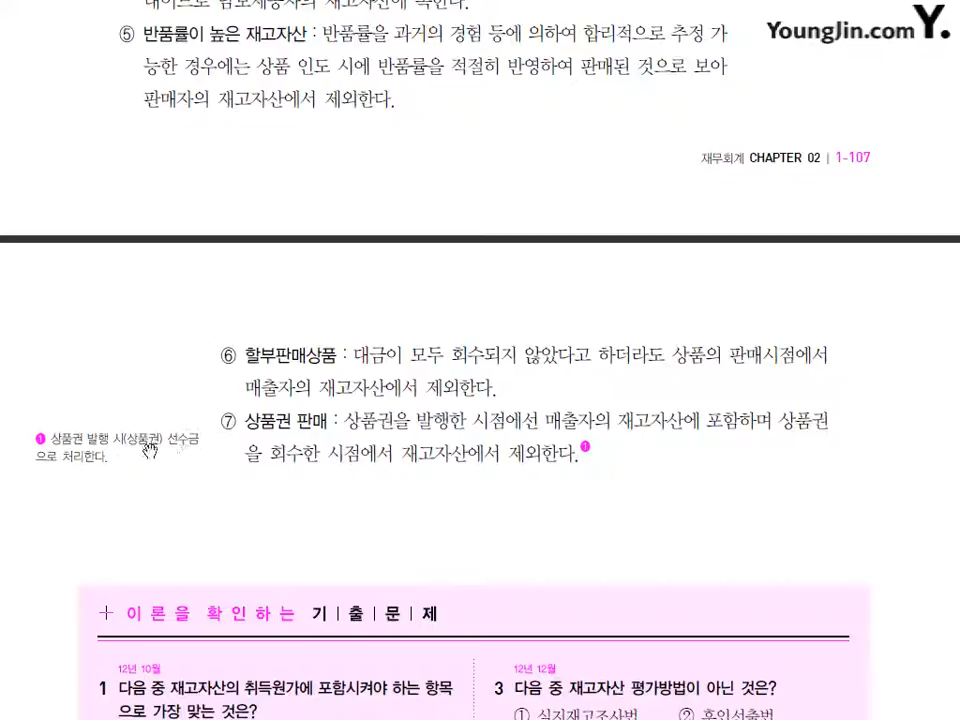 YoungJin.com Y.
⑤ 반품률이 높은 재고자산 : 반품률을 과거의 경험 등에 의하여 합리적으로 추정 가
능한 경우에는 상품 인도 시에 반품률을 적절히 반영하여 판매된 것으로 보아
판매자의 재고자산에서 제외한다.
재무회계 CHAPTER 02 | 1-107
⑥ 할부판매상품 : 대금이 모두 회수되지 않았다고 하더라도 상품의 판매시점에서
매출자의 재고자산에서 제외한다.
⑦ 상품권 판매 : 상품권을 발행한 시점에선 매출자의 재고자산에 포함하며 상품권
을 회수한 시점에서 재고자산에서 제외한다.❶
❶ 상품권 발행 시(상품권) 선수금
으로 처리한다.
이론을 확인하는 기|출|문|제
12년 10월
1 다음 중 재고자산의 취득원가에 포함시켜야 하는 항목
으로 가장 맞는 것은?
12년 12월
3 다음 중 재고자산 평가방법이 아닌 것은?
① 실지재고조사법 ② 후입선출법